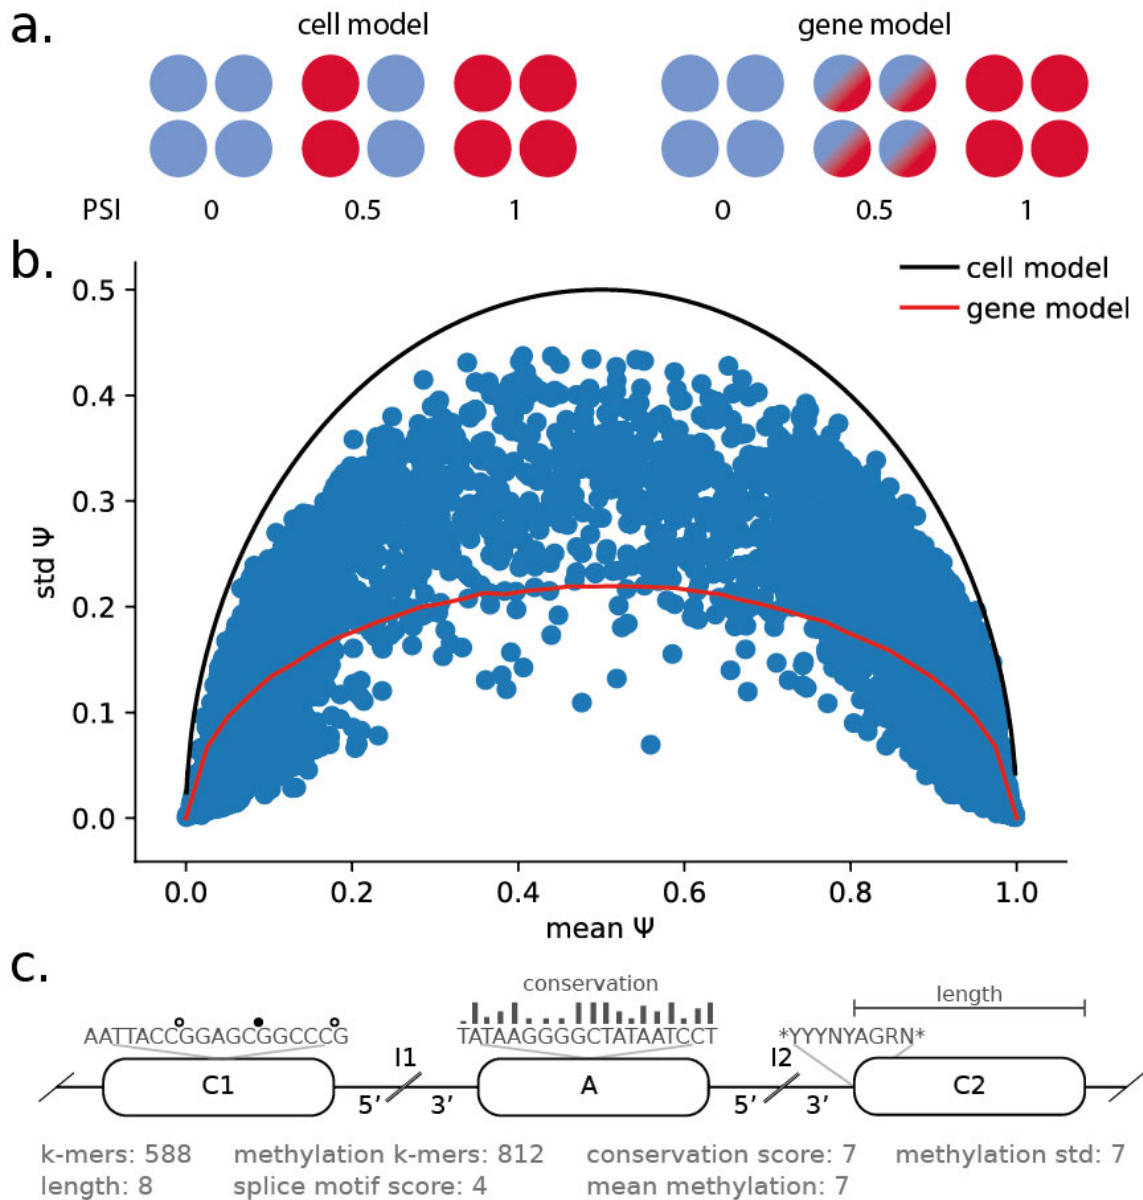 a.
cell model
gene model
PSI 0 0.5 1 0 0.5 1
b.
cell model
gene model
0.5
0.4
0.3
0.2
0.1
0.0
std Ψ
0.0 0.2 0.4 0.6 0.8 1.0
mean Ψ
c.
conservation
length
AATTACCGGAGCGGCCCG
TATAAGGGGCTATAATCCT
*YYYNYAGRN*
C1
I1
A
I2
C2
5’ 3’ 5’ 3’
k-mers: 588 methylation k-mers: 812 conservation score: 7 methylation std: 7
length: 8 splice motif score: 4 mean methylation: 7